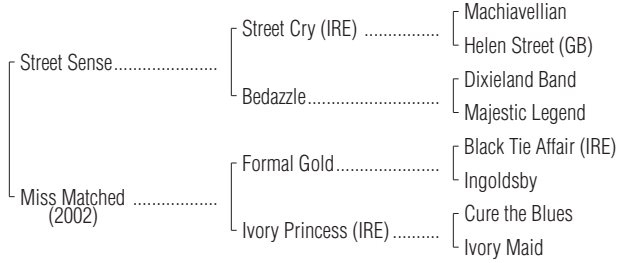 Machiavellian
Street Cry (IRE) ..................
Helen Street (GB)
Street Sense.........................
Dixieland Band
Bedazzle................................
Majestic Legend
Black Tie Affair (IRE)
Formal Gold.........................
Ingoldsby
Miss Matched ....................
(2002)
Cure the Blues
Ivory Princess (IRE) ...........
Ivory Maid